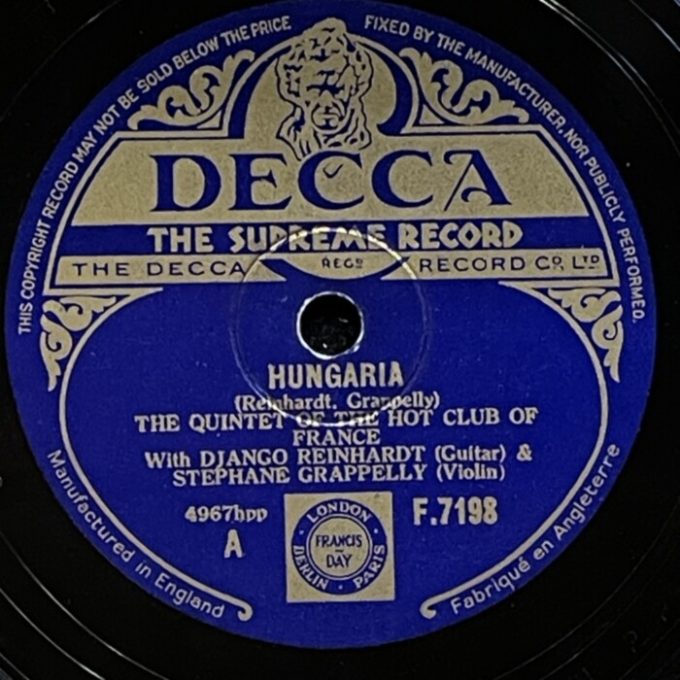 THIS COPYRIGHT RECORD MAY NOT BE SOLD BELOW THE PRICE FIXED BY THE MANUFACTURER, NOR PUBLICLY PERFORMED.
DECCA
THE SUPREME RECORD
THE DECCA REGD RECORD CO. LTD
HUNGARIA
(Reinhardt, Grappelly)
THE QUINTET OF THE HOT CLUB OF
FRANCE
With DJANGO REINHARDT (Guitar) &
STEPHANE GRAPPELLY (Violin)
4967hpp
A
LONDON
FRANCIS
DAY
BERLIN · PARIS
F.7198
Manufactured in England
Fabriqué en Angleterre